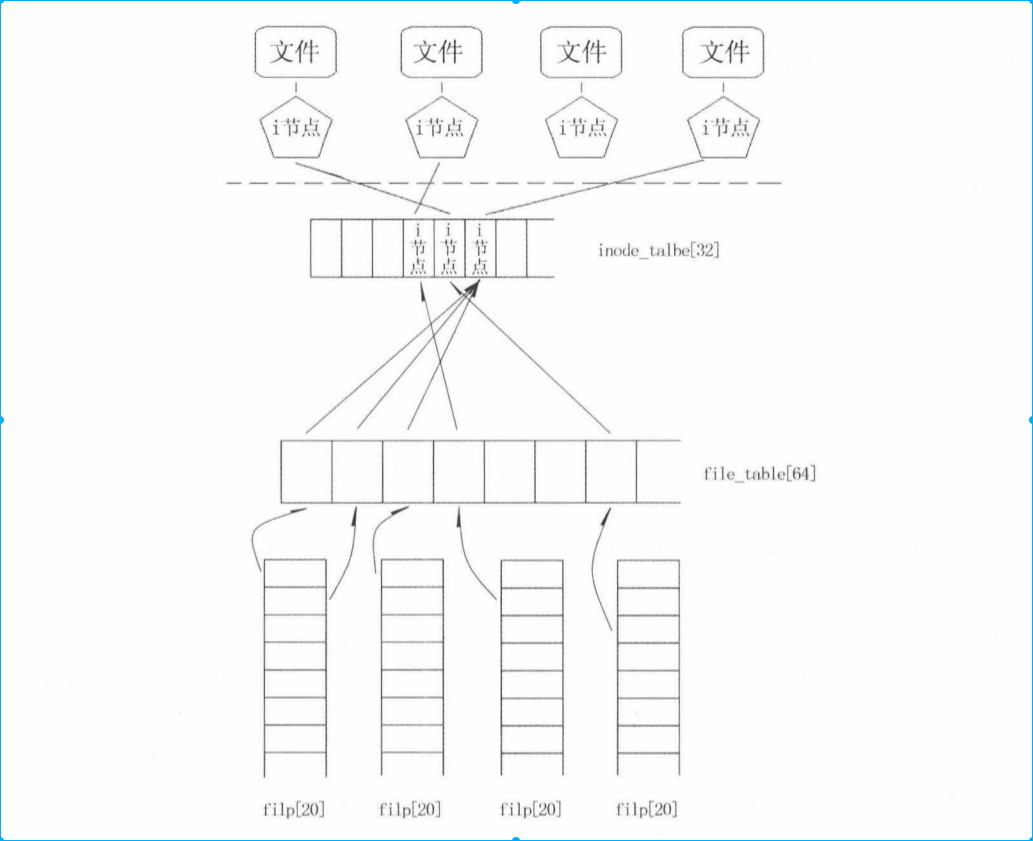 文件 文件 文件 文件
i节点 i节点 i节点 i节点
i节点 i节点 i节点
inode_talbe[32]
file_table[64]
filp[20] filp[20] filp[20] filp[20]